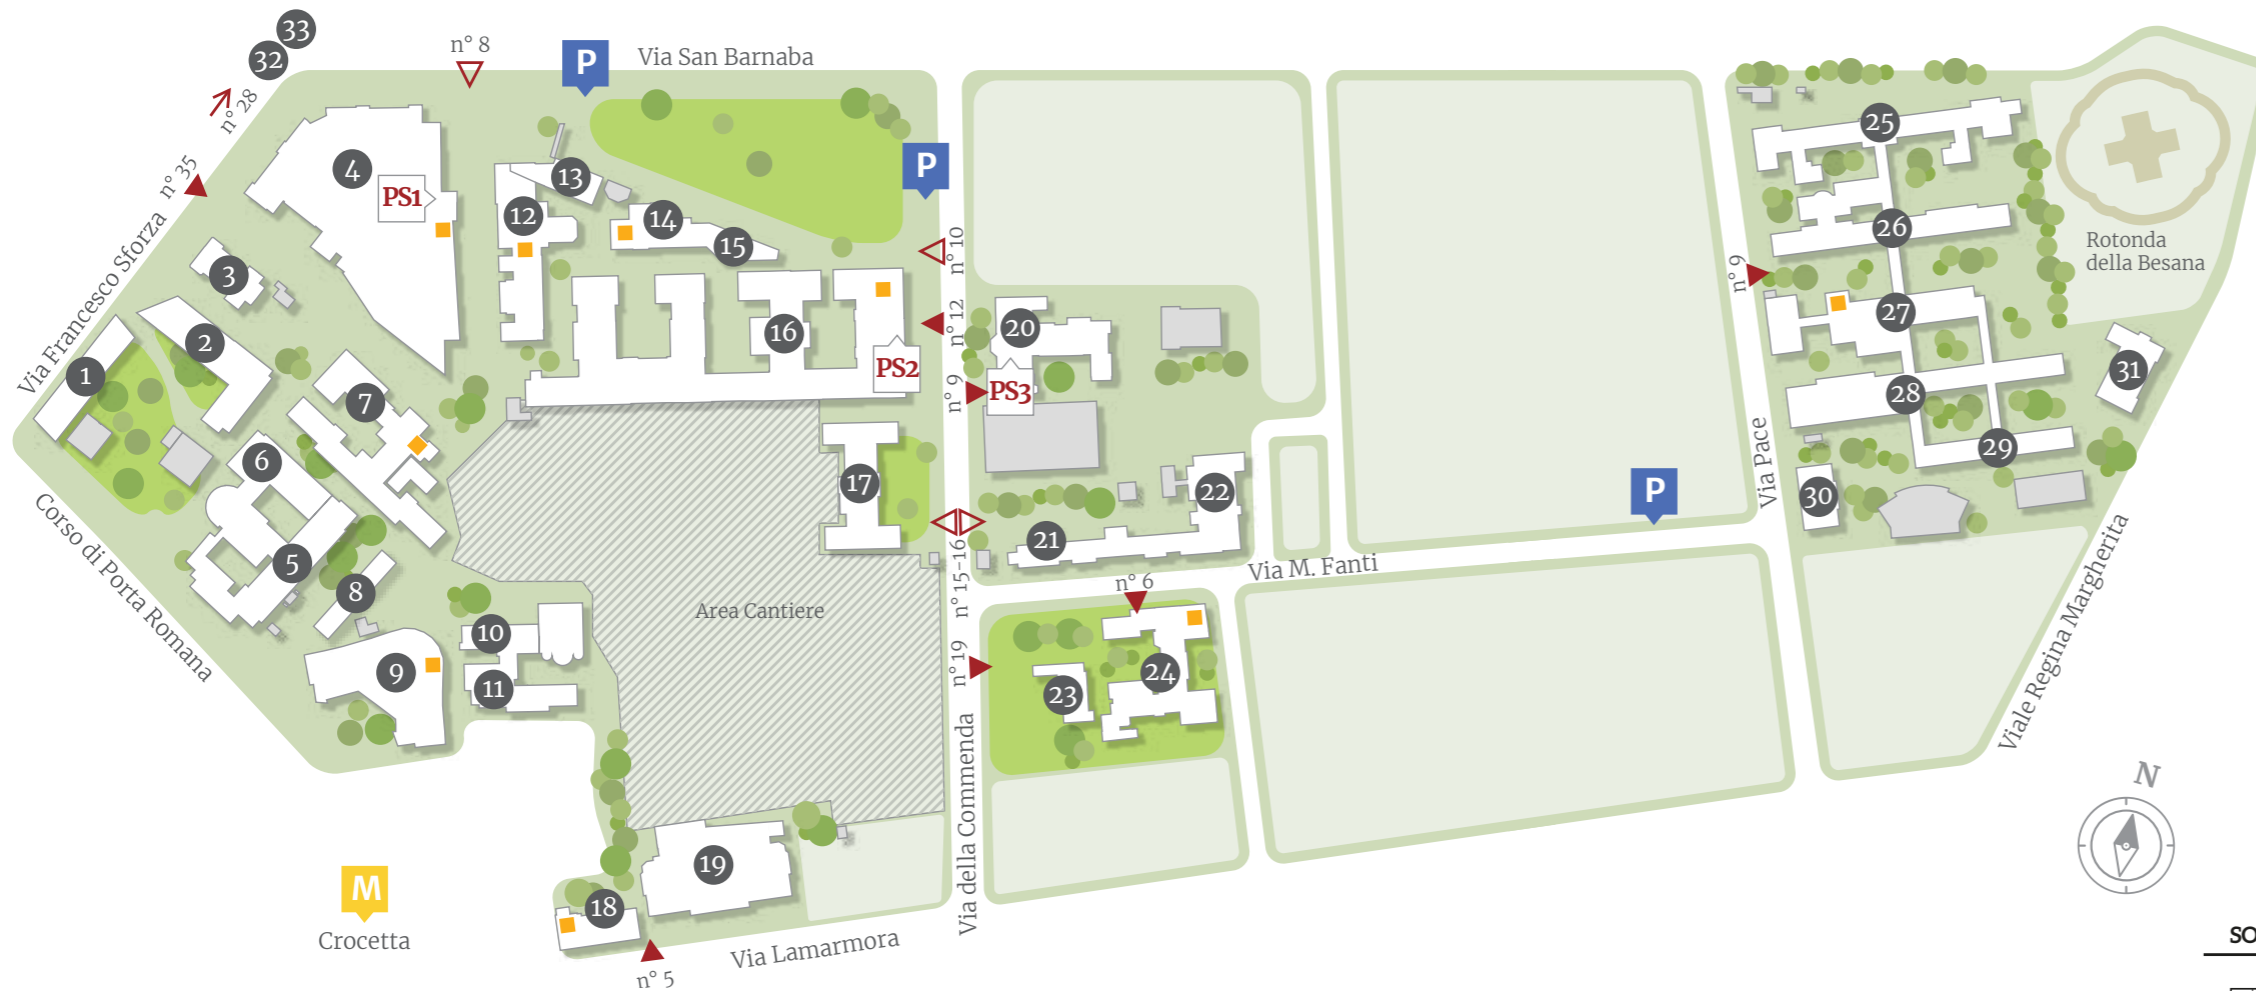 33
32
n° 8
P
Via San Barnaba
n° 28
n° 35
4
PS1
13
12
14
15
P
n° 10
25
26
Rotonda
della Besana
Via Francesco Sforza
3
2
1
7
16
PS2
n° 12
n° 9
20
PS3
n° 9
27
28
31
29
30
6
5
8
17
22
21
P
Via Pace
Corso di Porta Romana
Area Cantiere
n° 15-16
n° 6
Via M. Fanti
10
9
11
n° 19
23
24
Viale Regina Margherita
N
M
Crocetta
19
18
n° 5
Via Lamarmora
Via della Commenda
SO